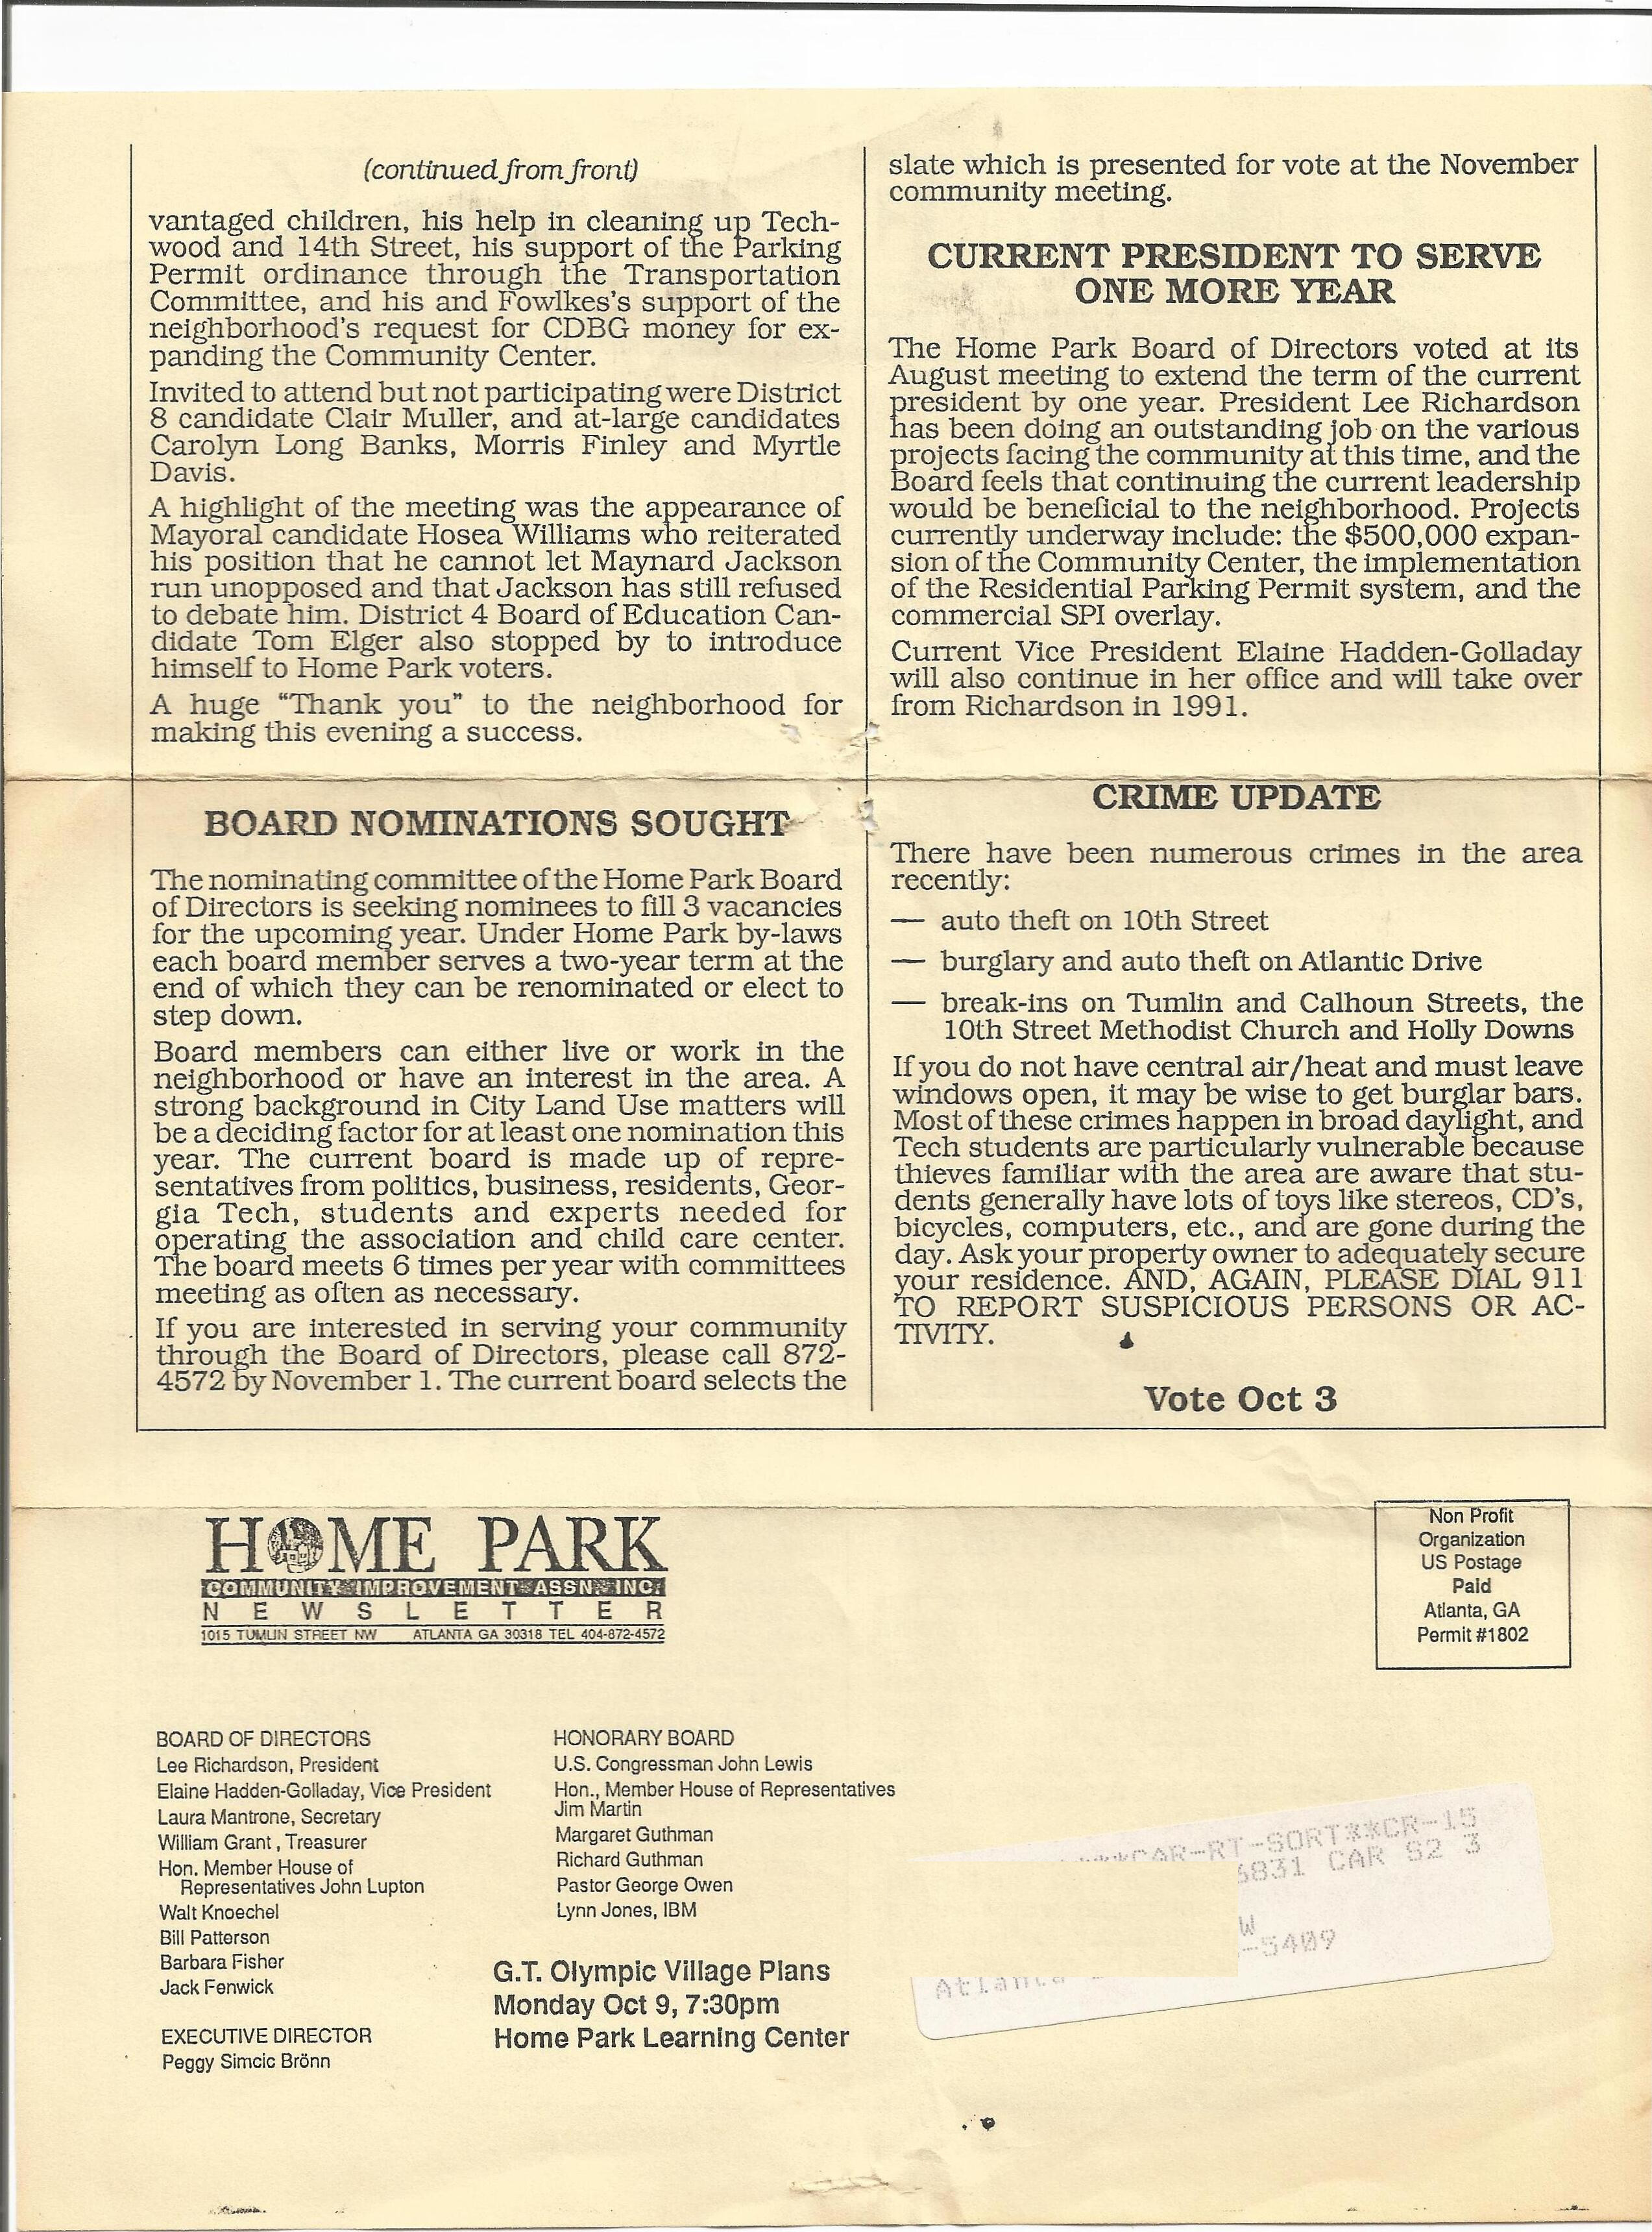 (continued from front)
vantaged children, his help in cleaning up Tech-
wood and 14th Street, his support of the Parking
Permit ordinance through the Transportation
Committee, and his and Fowlkes's support of the
neighborhood's request for CDBG money for ex-
panding the Community Center.
Invited to attend but not participating were District
8 candidate Clair Muller, and at-large candidates
Carolyn Long Banks, Morris Finley and Myrtle
Davis.
A highlight of the meeting was the appearance of
Mayoral candidate Hosea Williams who reiterated
his position that he cannot let Maynard Jackson
run unopposed and that Jackson has still refused
to debate him. District 4 Board of Education Can-
didate Tom Elger also stopped by to introduce
himself to Home Park voters.
A huge “Thank you” to the neighborhood for
making this evening a success.
BOARD NOMINATIONS SOUGHT
The nominating committee of the Home Park Board
of Directors is seeking nominees to fill 3 vacancies
for the upcoming year. Under Home Park by-laws
each board member serves a two-year term at the
end of which they can be renominated or elect to
step down.
Board members can either live or work in the
neighborhood or have an interest in the area. A
strong background in City Land Use matters will
be a deciding factor for at least one nomination this
year. The current board is made up of repre-
sentatives from politics, business, residents, Geor-
gia Tech, students and experts needed for
operating the association and child care center.
The board meets 6 times per year with committees
meeting as often as necessary.
If you are interested in serving your community
through the Board of Directors, please call 872-
4572 by November 1. The current board selects the
slate which is presented for vote at the November
community meeting.
CURRENT PRESIDENT TO SERVE
ONE MORE YEAR
The Home Park Board of Directors voted at its
August meeting to extend the term of the current
president by one year. President Lee Richardson
has been doing an outstanding job on the various
projects facing the community at this time, and the
Board feels that continuing the current leadership
would be beneficial to the neighborhood. Projects
currently underway include: the $500,000 expan-
sion of the Community Center, the implementation
of the Residential Parking Permit system, and the
commercial SPI overlay.
Current Vice President Elaine Hadden-Golladay
will also continue in her office and will take over
from Richardson in 1991.
CRIME UPDATE
There have been numerous crimes in the area
recently:
— auto theft on 10th Street
— burglary and auto theft on Atlantic Drive
— break-ins on Tumlin and Calhoun Streets, the
10th Street Methodist Church and Holly Downs
If you do not have central air/heat and must leave
windows open, it may be wise to get burglar bars.
Most of these crimes happen in broad daylight, and
Tech students are particularly vulnerable because
thieves familiar with the area are aware that stu-
dents generally have lots of toys like stereos, CD's,
bicycles, computers, etc., and are gone during the
day. Ask your property owner to adequately secure
your residence. AND, AGAIN, PLEASE DIAL 911
TO REPORT SUSPICIOUS PERSONS OR AC-
TIVITY.
Vote Oct 3
HOME PARK
COMMUNITY IMPROVEMENT ASSN. INC.
NEWSLETTER
1015 TUMLIN STREET NW ATLANTA GA 30318 TEL 404-872-4572
Non Profit
Organization
US Postage
Paid
Atlanta, GA
Permit #1802
BOARD OF DIRECTORS
Lee Richardson, President
Elaine Hadden-Golladay, Vice President
Laura Mantrone, Secretary
William Grant , Treasurer
Hon. Member House of
Representatives John Lupton
Walt Knoechel
Bill Patterson
Barbara Fisher
Jack Fenwick
EXECUTIVE DIRECTOR
Peggy Simcic Brönn
HONORARY BOARD
U.S. Congressman John Lewis
Hon., Member House of Representatives
Jim Martin
Margaret Guthman
Richard Guthman
Pastor George Owen
Lynn Jones, IBM
G.T. Olympic Village Plans
Monday Oct 9, 7:30pm
Home Park Learning Center
***CAR-RT-SORT**CR-15
6831 CAR S2 3
W
-5409
Atlanta